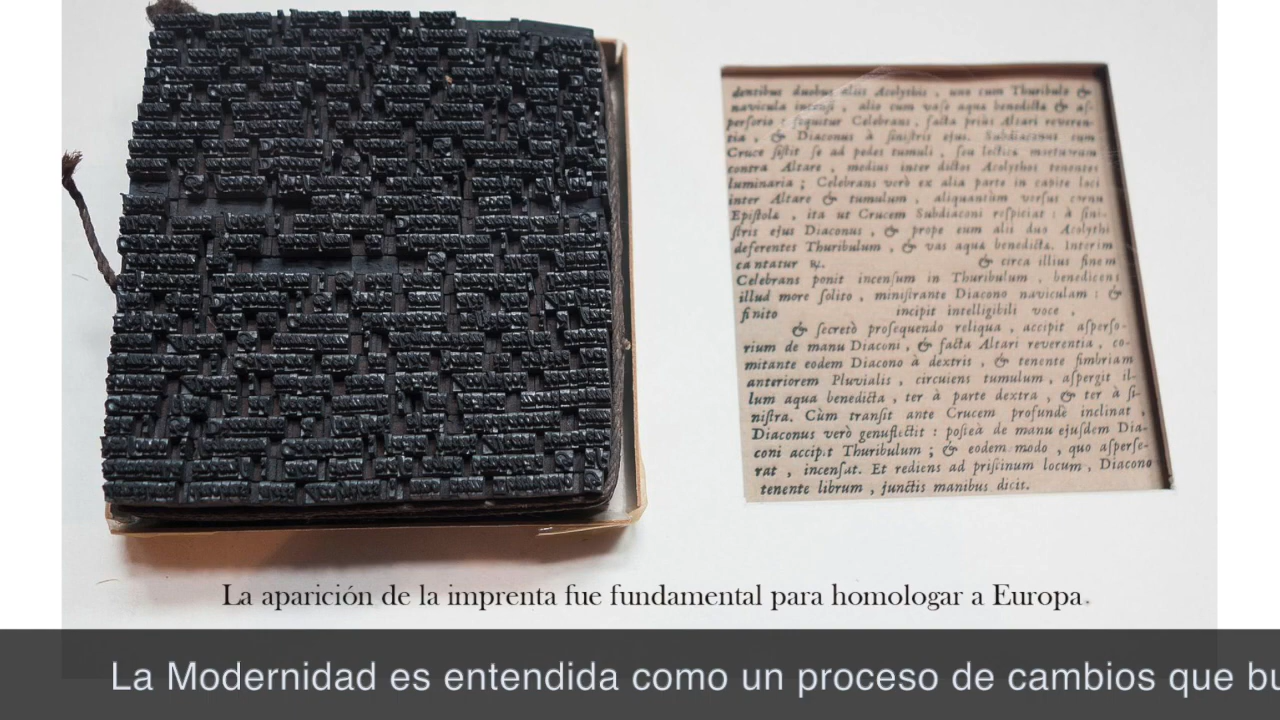 dentibus duobus aliis Acolythis , uno cum Thuribulo &
navicula incensi , alio cum vase aqua benedicta & as-
persorio sequitur Celebrans , facta prius Altari reveren-
tia , & Diaconus à sinistris ejus. Subdiaconus cum
Cruce sistit se ad pedes tumuli , seu lectica mortuorum
contra Altare , medius inter dictos Acolythos tenentes
luminaria ; Celebrans verò ex alia parte in capite loci
inter Altare & tumulum , aliquantùm versus cornu
Epistola , ita ut Crucem Subdiaconi respiciat : à sini-
stris ejus Diaconus , & prope eum alii duo Acolythi
deferentes Thuribulum , & vas aqua benedicta. Interim
cantatur ℟. & circa illius finem
Celebrans ponit incensum in Thuribulum , benedicens
illud more solito , ministrante Diacono naviculam : &
finito incipit intelligibili voce ,
& secretò prosequendo reliqua , accipit asperso-
rium de manu Diaconi , & facta Altari reverentia , co-
mitante eodem Diacono à dextris , & tenente fimbriam
anteriorem Pluvialis , circuiens tumulum , aspergit il-
lum aqua benedicta , ter à parte dextra , & ter à si-
nistra. Cùm transit ante Crucem profundè inclinat ,
Diaconus verò genuflectit : posteà de manu ejusdem Dia-
coni accipit Thuribulum ; & eodem modo , quo asperse-
rat , incensat. Et rediens ad pristinum locum , Diacono
tenente librum , junctis manibus dicit.
La aparición de la imprenta fue fundamental para homologar a Europa.
La Modernidad es entendida como un proceso de cambios que bu